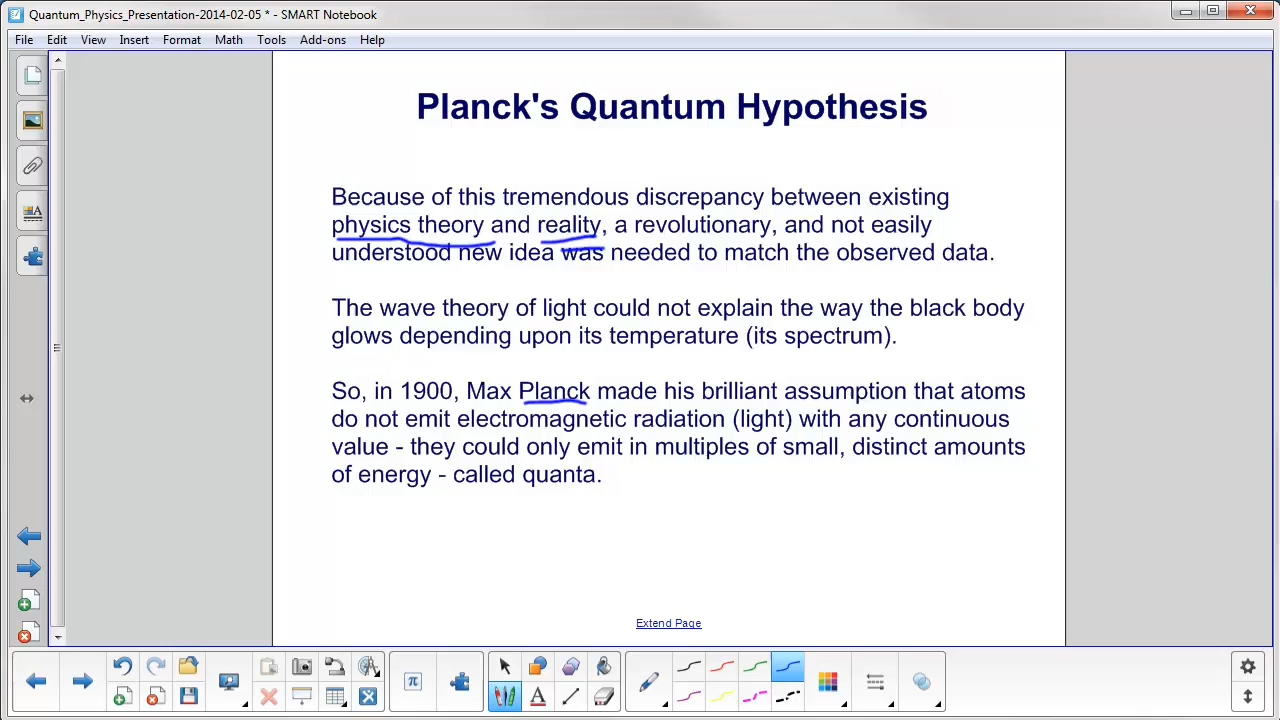 Quantum_Physics_Presentation-2014-02-05 * - SMART Notebook
File Edit View Insert Format Math Tools Add-ons Help
Planck's Quantum Hypothesis
Because of this tremendous discrepancy between existing
physics theory and reality, a revolutionary, and not easily
understood new idea was needed to match the observed data.
The wave theory of light could not explain the way the black body
glows depending upon its temperature (its spectrum).
So, in 1900, Max Planck made his brilliant assumption that atoms
do not emit electromagnetic radiation (light) with any continuous
value - they could only emit in multiples of small, distinct amounts
of energy - called quanta.
Extend Page